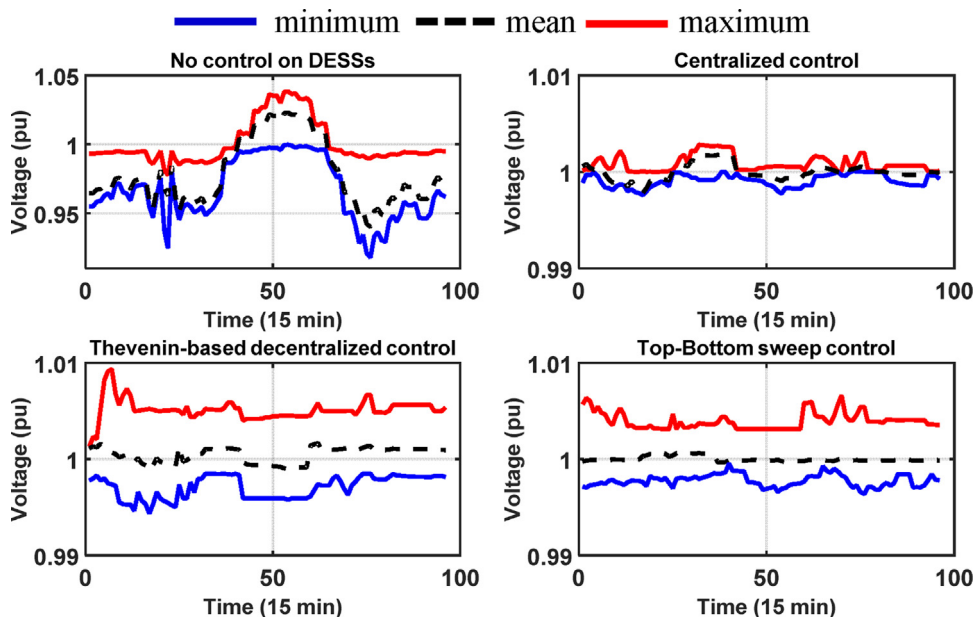 minimum mean maximum
No control on DESSs
Centralized control
1.05
1
0.95
Voltage (pu)
0 50 100
Time (15 min)
1.01
1
0.99
Voltage (pu)
0 50 100
Time (15 min)
Thevenin-based decentralized control
Top-Bottom sweep control
1.01
1
0.99
Voltage (pu)
0 50 100
Time (15 min)
1.01
1
0.99
Voltage (pu)
0 50 100
Time (15 min)